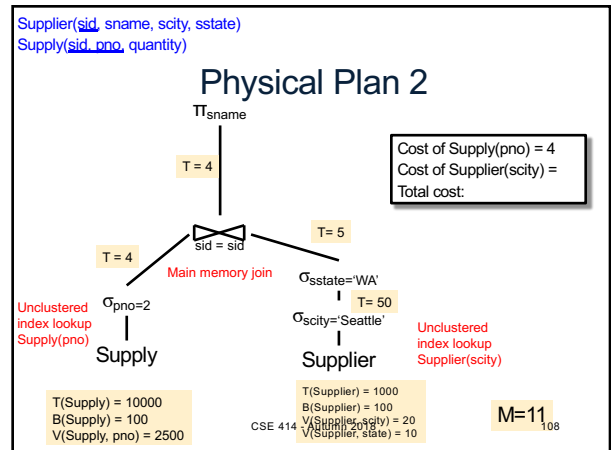 Supplier(sid, sname, scity, sstate)
Supply(sid, pno, quantity)
Physical Plan 2
πsname
Cost of Supply(pno) = 4
Cost of Supplier(scity) =
Total cost:
T = 4
sid = sid
T= 5
T = 4
Main memory join
σsstate='WA'
σpno=2
T= 50
Unclustered
index lookup
Supply(pno)
σscity='Seattle'
Unclustered
index lookup
Supplier(scity)
Supply
Supplier
T(Supply) = 10000
B(Supply) = 100
V(Supply, pno) = 2500
T(Supplier) = 1000
B(Supplier) = 100
V(Supplier, scity) = 20
V(Supplier, state) = 10
M=11
CSE 414 - Autumn 2018
108